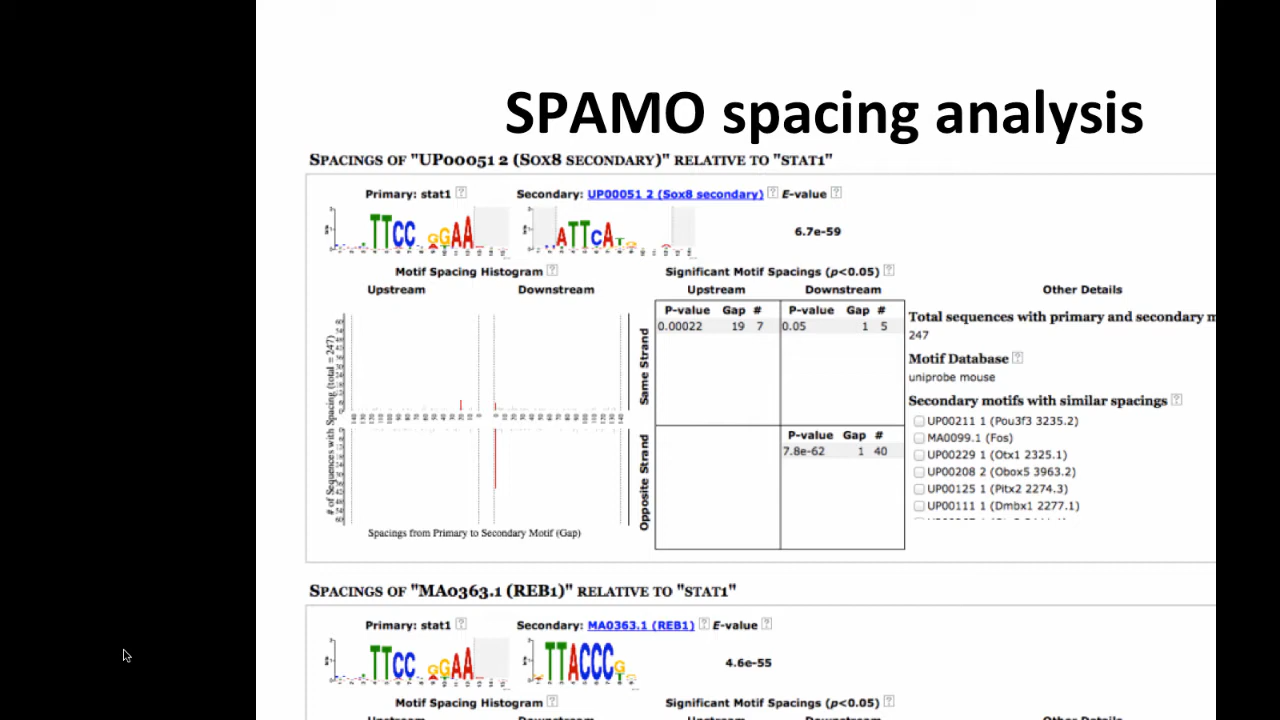 SPAMO spacing analysis
SPACINGS OF "UP00051 2 (SOX8 SECONDARY)" RELATIVE TO "STAT1"
Primary: stat1 ? Secondary: UP00051 2 (Sox8 secondary) ? E-value ?
6.7e-59
Motif Spacing Histogram ? Significant Motif Spacings (p<0.05) ?
Upstream Downstream Upstream Downstream Other Details
P-value Gap # P-value Gap #
0.00022 19 7 0.05 1 5
Total sequences with primary and secondary m
247
Motif Database ?
uniprobe mouse
Secondary motifs with similar spacings ?
UP00211 1 (Pou3f3 3235.2)
MA0099.1 (Fos)
UP00229 1 (Otx1 2325.1)
UP00208 2 (Obox5 3963.2)
UP00125 1 (Pitx2 2274.3)
UP00111 1 (Dmbx1 2277.1)
P-value Gap #
7.8e-62 1 40
Same Strand
Opposite Strand
# of Sequences with Spacing (total = 247)
Spacings from Primary to Secondary Motif (Gap)
SPACINGS OF "MA0363.1 (REB1)" RELATIVE TO "STAT1"
Primary: stat1 ? Secondary: MA0363.1 (REB1) ? E-value ?
TTACCC
4.6e-55
Motif Spacing Histogram ? Significant Motif Spacings (p<0.05) ?
Upstream Downstream Upstream Downstream Other Details